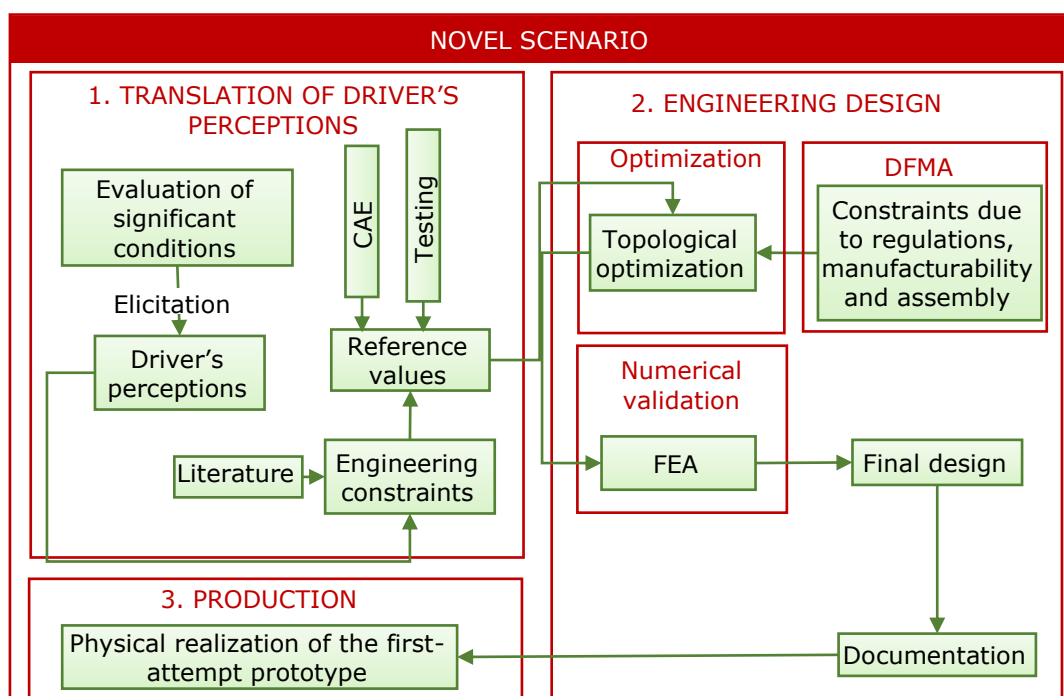 NOVEL SCENARIO
1. TRANSLATION OF DRIVER'S
PERCEPTIONS
Evaluation of
significant
conditions
Elicitation
Driver's
perceptions
CAE
Testing
Reference
values
Literature
Engineering
constraints
2. ENGINEERING DESIGN
Optimization
Topological
optimization
DFMA
Constraints due
to regulations,
manufacturability
and assembly
Numerical
validation
FEA
Final design
Documentation
3. PRODUCTION
Physical realization of the first-
attempt prototype